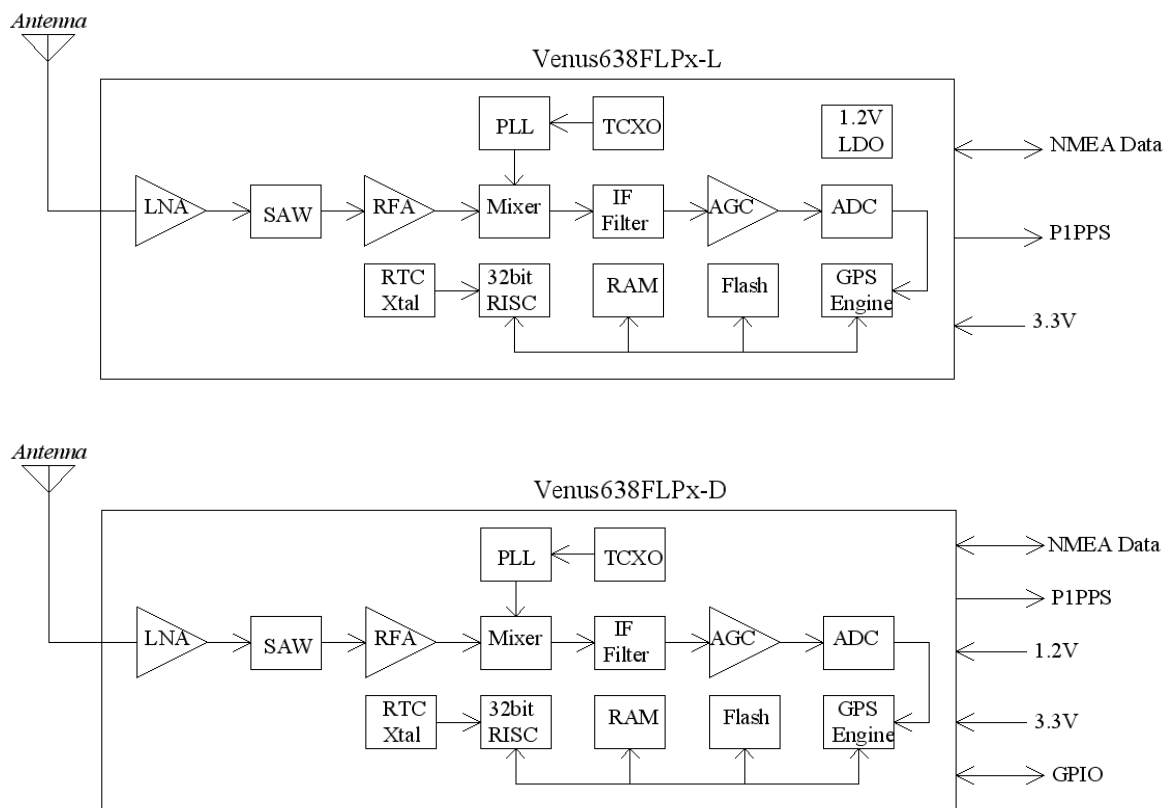 Antenna
Venus638FLPx-L
PLL
TCXO
1.2V
LDO
NMEA Data
LNA
SAW
RFA
Mixer
IF
Filter
AGC
ADC
P1PPS
RTC
Xtal
32bit
RISC
RAM
Flash
GPS
Engine
3.3V
Antenna
Venus638FLPx-D
PLL
TCXO
NMEA Data
P1PPS
LNA
SAW
RFA
Mixer
IF
Filter
AGC
ADC
1.2V
RTC
Xtal
32bit
RISC
RAM
Flash
GPS
Engine
3.3V
GPIO